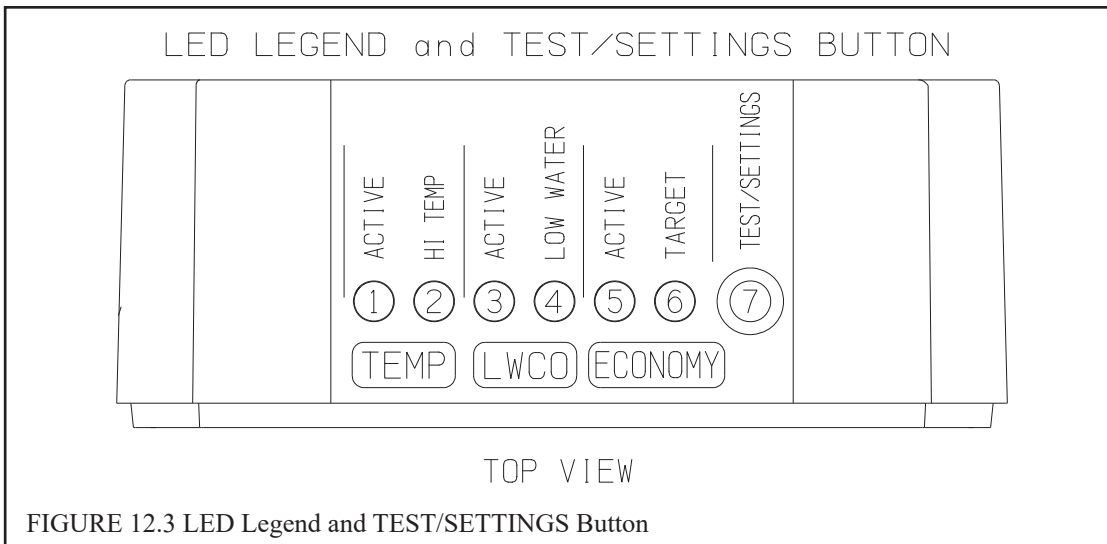 LED LEGEND and TEST/SETTINGS BUTTON
ACTIVE
HI TEMP
ACTIVE
LOW WATER
ACTIVE
TARGET
TEST/SETTINGS
1 2 3 4 5 6 7
TEMP LWCO ECONOMY
TOP VIEW
FIGURE 12.3 LED Legend and TEST/SETTINGS Button